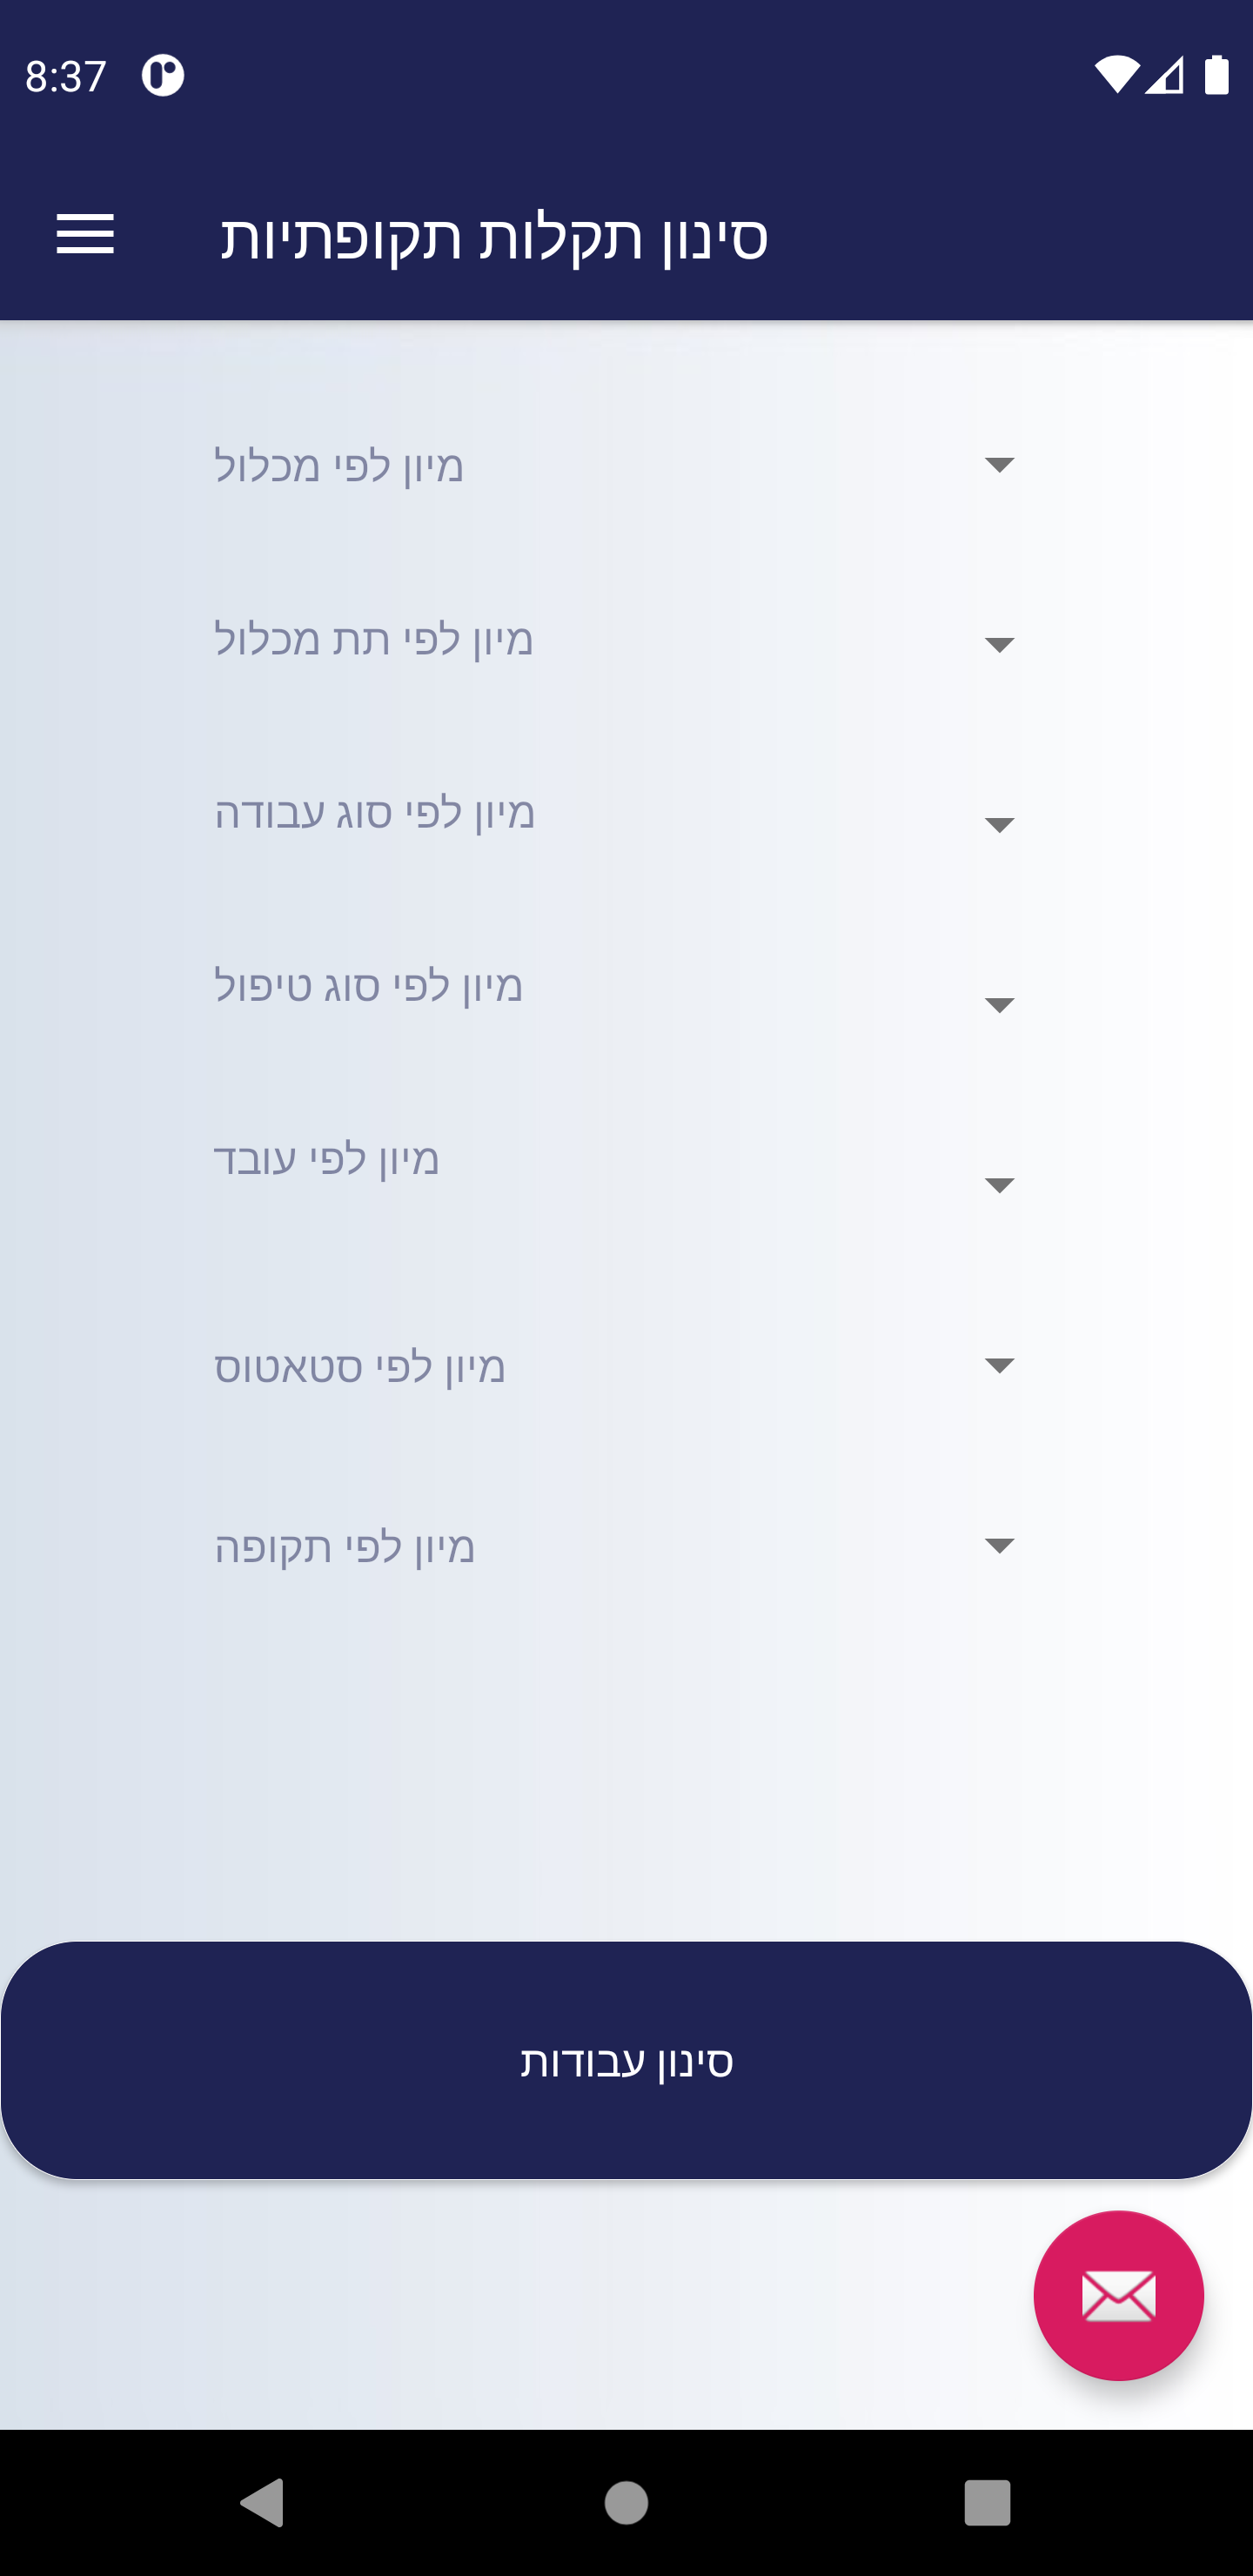 8:37
סינון תקלות תקופתיות
מיון לפי מכלול
מיון לפי תת מכלול
מיון לפי סוג עבודה
מיון לפי סוג טיפול
מיון לפי עובד
מיון לפי סטאטוס
מיון לפי תקופה
סינון עבודות